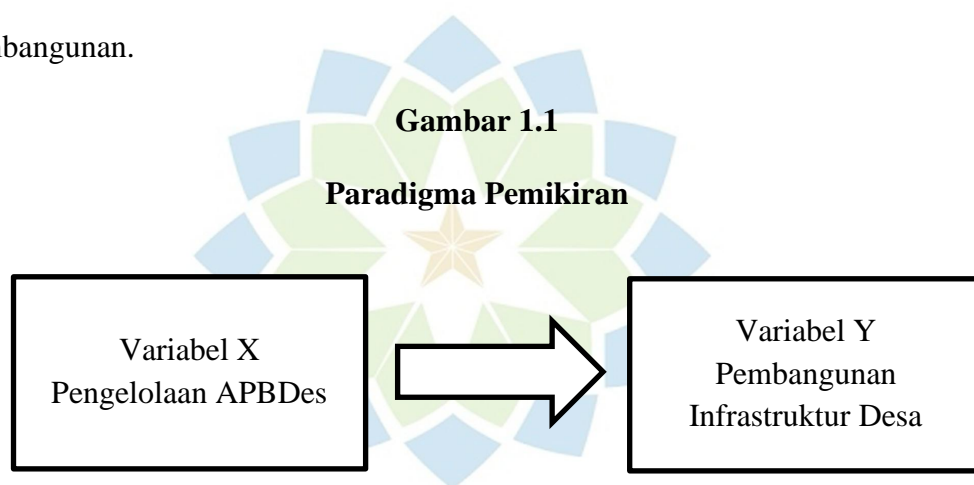 mbangunan.
Gambar 1.1
Paradigma Pemikiran
Variabel X
Pengelolaan APBDes
Variabel Y
Pembangunan
Infrastruktur Desa